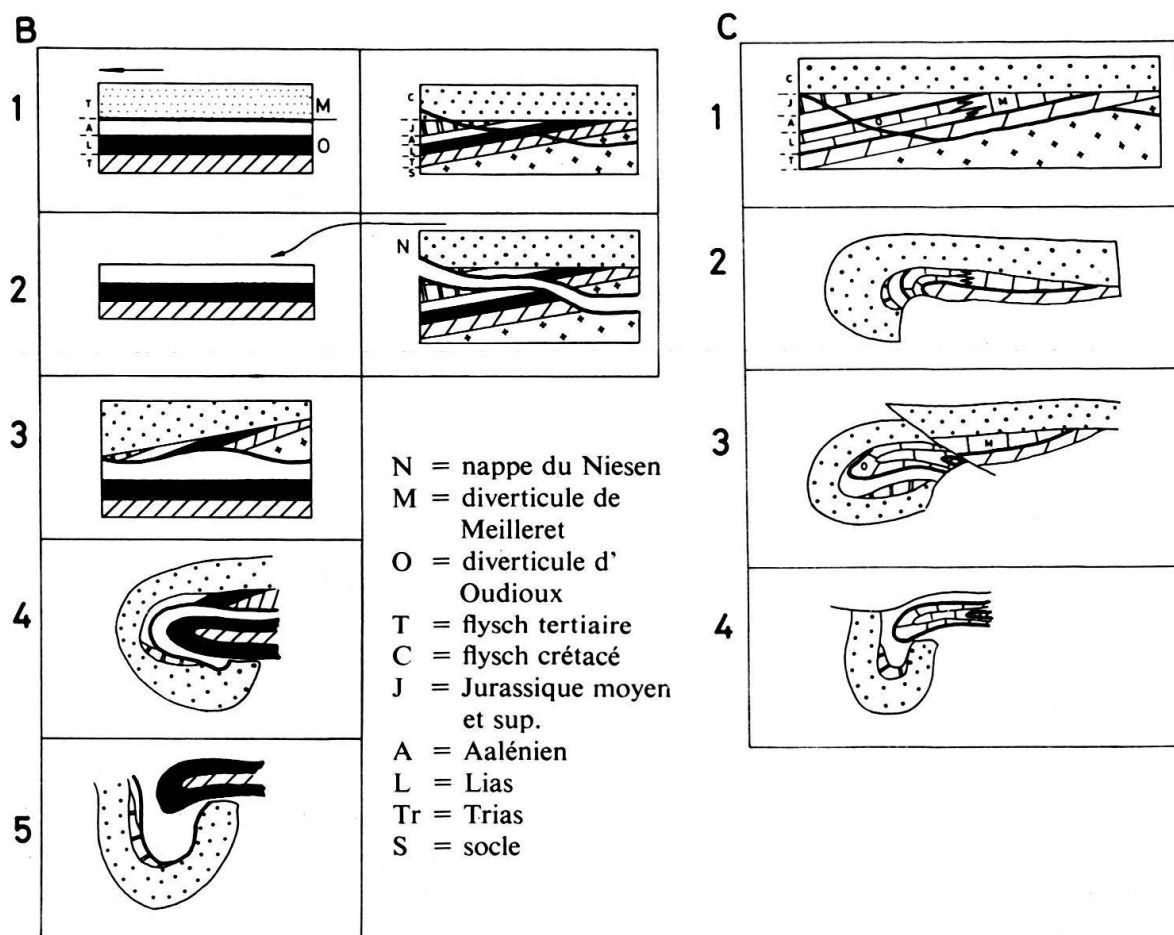 B
1
T
A
L
T
M
O
C
J
A
L
T
S
2
N
3
4
5
N = nappe du Niesen
M = diverticule de
Meilleret
O = diverticule d'
Oudioux
T = flysch tertiaire
C = flysch crétacé
J = Jurassique moyen
et sup.
A = Aalénien
L = Lias
Tr = Trias
S = socle
C
1
C
J
A
L
T
O
M
2
3
O
M
4